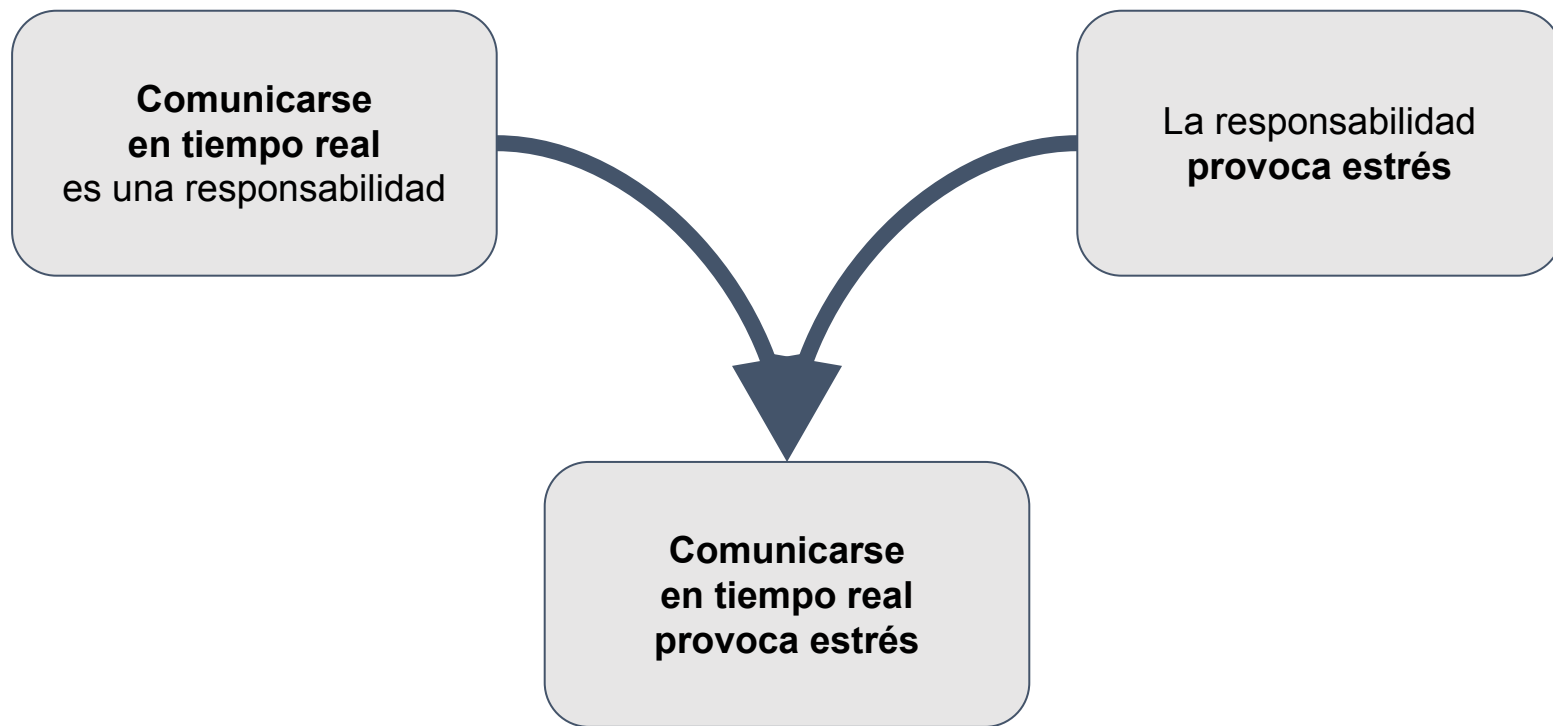 Comunicarse
en tiempo real
es una responsabilidad
La responsabilidad
provoca estrés
Comunicarse
en tiempo real
provoca estrés